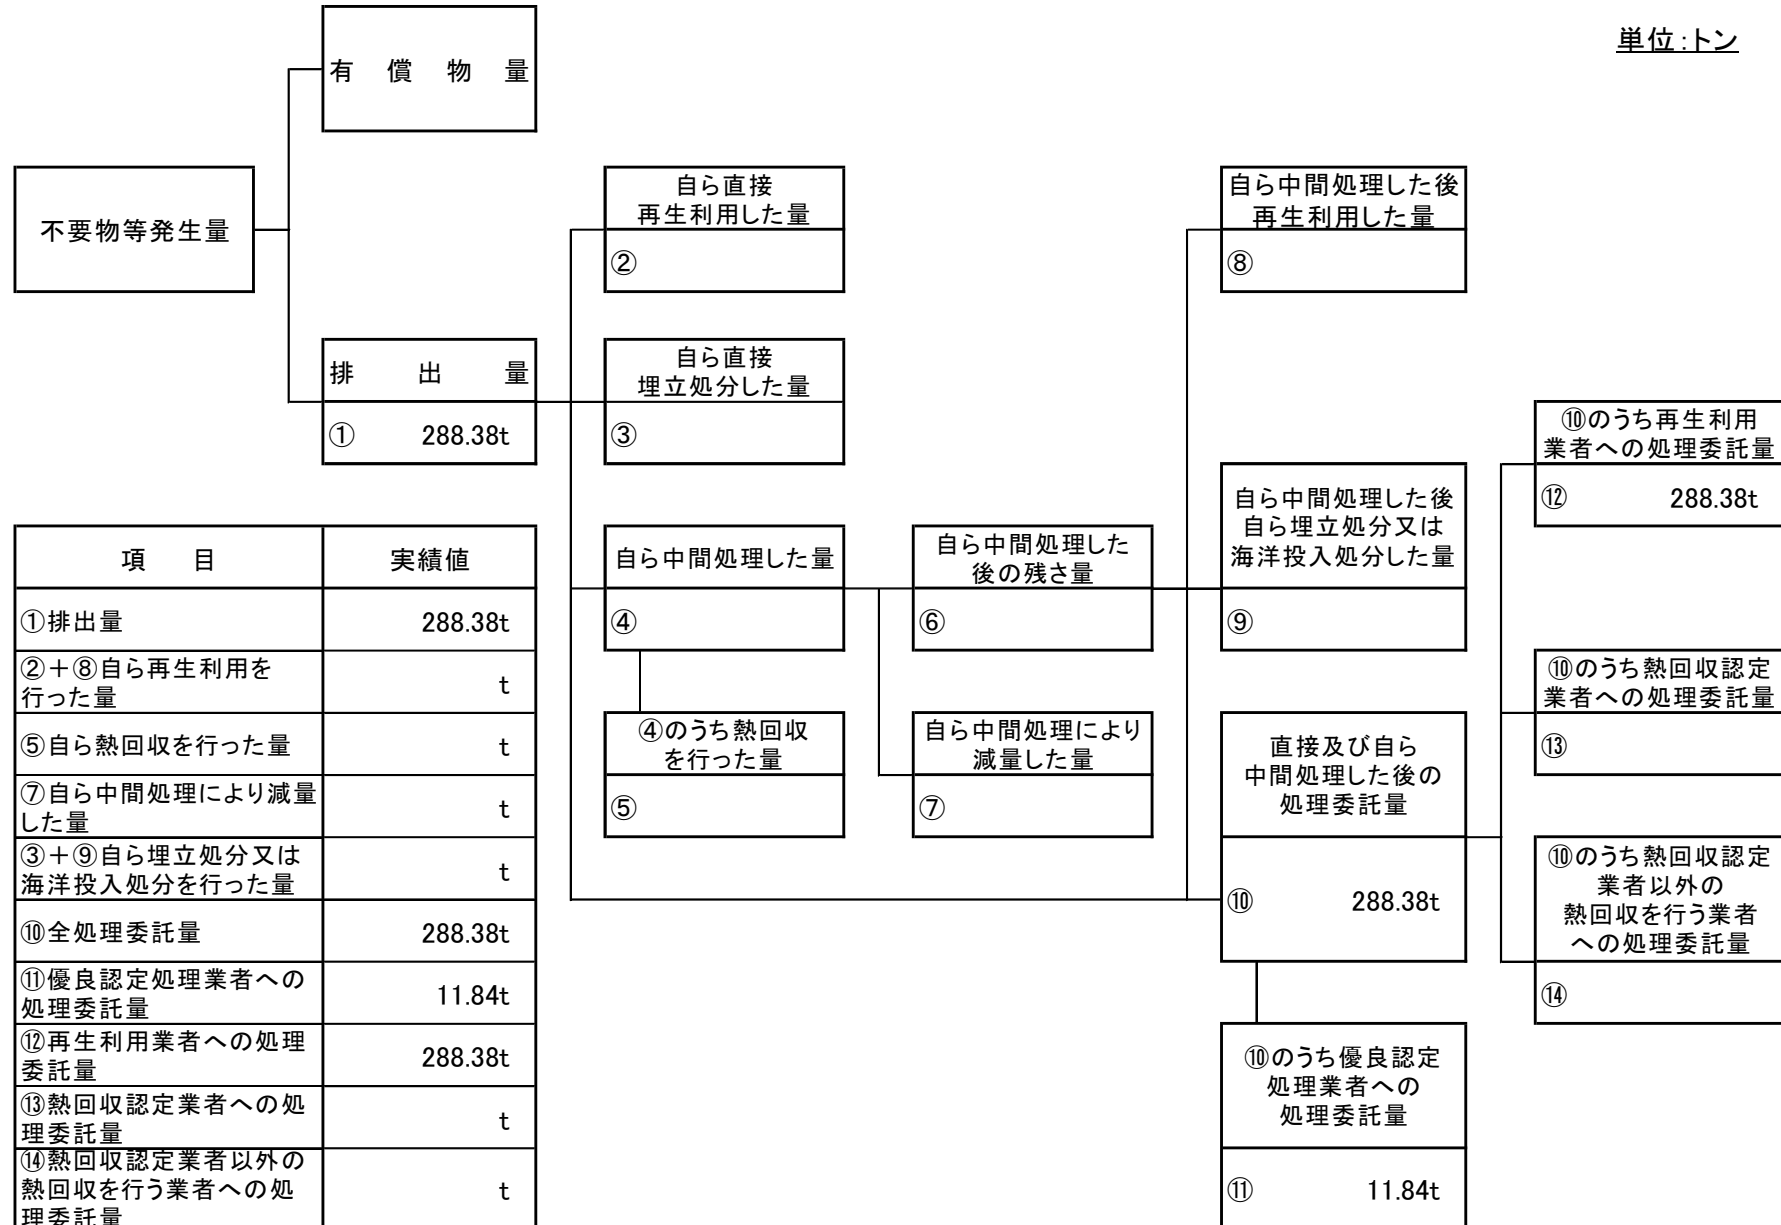 単位:トン
有償物量
不要物等発生量
排出量
① 288.38t
自ら直接
再生利用した量
②
自ら直接
埋立処分した量
③
自ら中間処理した量
④
④のうち熱回収
を行った量
⑤
自ら中間処理した
後の残さ量
⑥
自ら中間処理により
減量した量
⑦
自ら中間処理した後
再生利用した量
⑧
自ら中間処理した後
自ら埋立処分又は
海洋投入処分した量
⑨
直接及び自ら
中間処理した後の
処理委託量
⑩ 288.38t
⑩のうち優良認定
処理業者への
処理委託量
⑪ 11.84t
⑩のうち再生利用
業者への処理委託量
⑫ 288.38t
⑩のうち熱回収認定
業者への処理委託量
⑬
⑩のうち熱回収認定
業者以外の
熱回収を行う業者
への処理委託量
⑭
項目 実績値
①排出量 288.38t
②+⑧自ら再生利用を
行った量 t
⑤自ら熱回収を行った量 t
⑦自ら中間処理により減量
した量 t
③+⑨自ら埋立処分又は
海洋投入処分を行った量 t
⑩全処理委託量 288.38t
⑪優良認定処理業者への
処理委託量 11.84t
⑫再生利用業者への処理
委託量 288.38t
⑬熱回収認定業者への処
理委託量 t
⑭熱回収認定業者以外の
熱回収を行う業者への処
理委託量 t